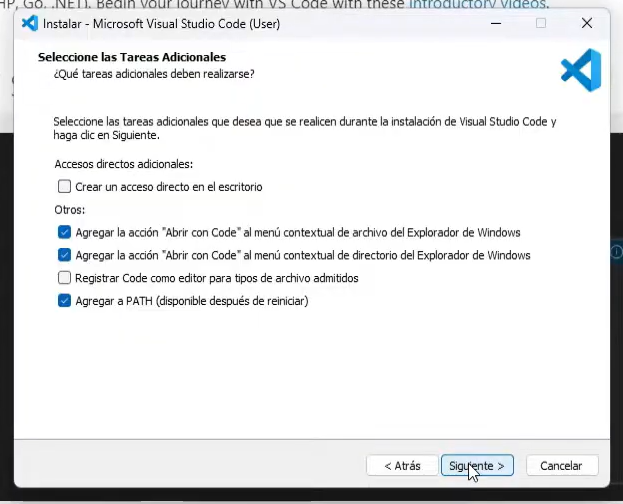 HP, Go, .NET). Begin your journey with VS Code with these introductory videos.
Instalar - Microsoft Visual Studio Code (User)
Seleccione las Tareas Adicionales
¿Qué tareas adicionales deben realizarse?
Seleccione las tareas adicionales que desea que se realicen durante la instalación de Visual Studio Code y
haga clic en Siguiente.
Accesos directos adicionales:
Crear un acceso directo en el escritorio
Otros:
Agregar la acción "Abrir con Code" al menú contextual de archivo del Explorador de Windows
Agregar la acción "Abrir con Code" al menú contextual de directorio del Explorador de Windows
Registrar Code como editor para tipos de archivo admitidos
Agregar a PATH (disponible después de reiniciar)
< Atrás Siguiente > Cancelar